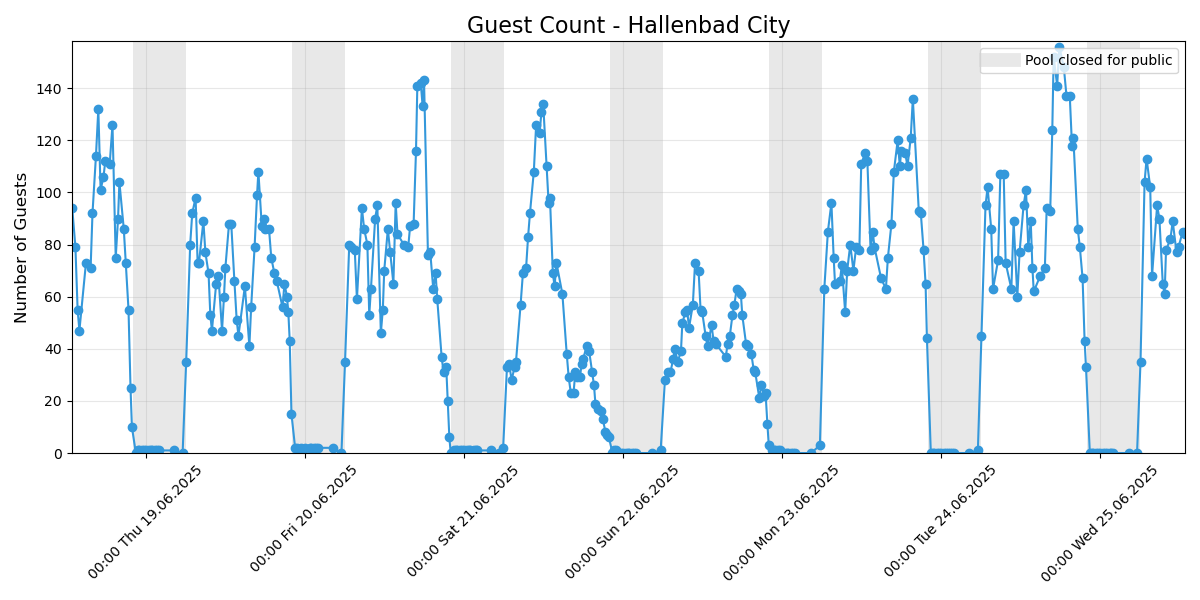 Guest Count - Hallenbad City
Pool closed for public
Number of Guests
140
120
100
80
60
40
20
0
00:00 Thu 19.06.2025
00:00 Fri 20.06.2025
00:00 Sat 21.06.2025
00:00 Sun 22.06.2025
00:00 Mon 23.06.2025
00:00 Tue 24.06.2025
00:00 Wed 25.06.2025